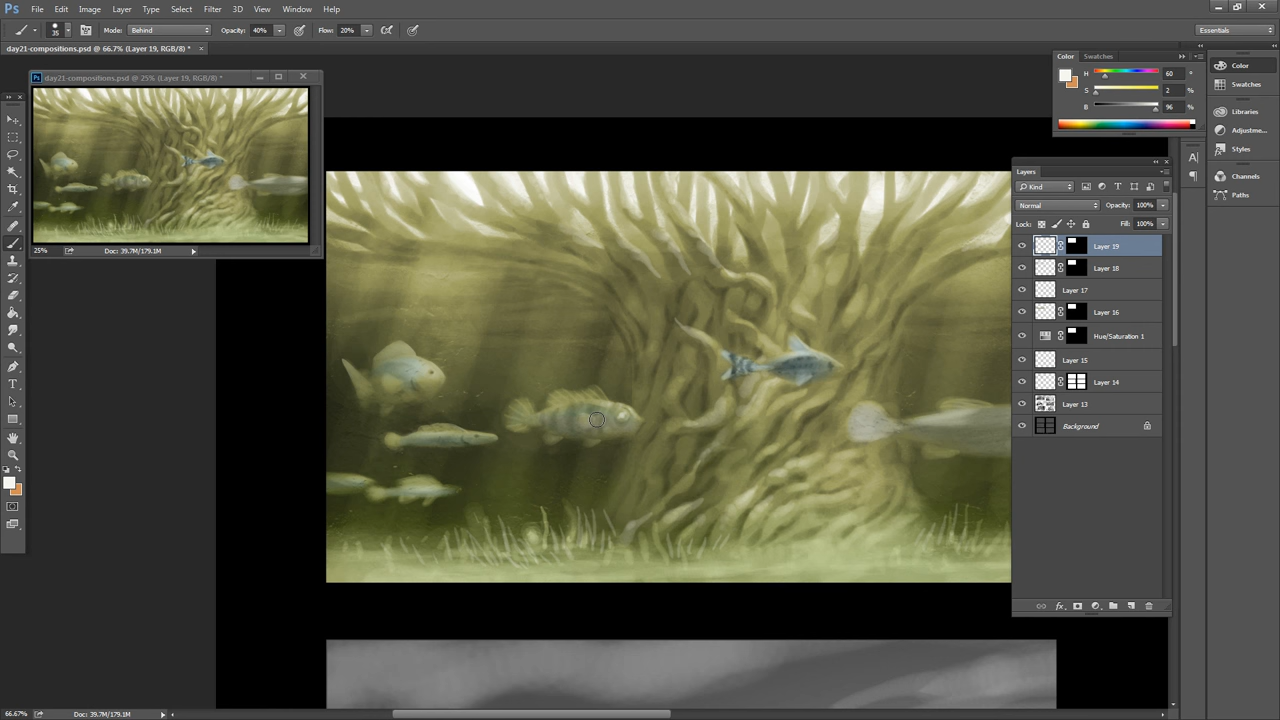 Ps File Edit Image Layer Type Select Filter 3D View Window Help
35 Mode: Behind Opacity: 40% Flow: 20% Essentials
day21-compositions.psd @ 66.7% (Layer 19, RGB/8) * ×
Ps day21-compositions.psd @ 25% (Layer 19, RGB/8) *
25% Doc: 39.7M/179.1M
Color Swatches
H 60 °
S 2 %
B 96 %
Color
Swatches
Libraries
Adjustme...
Styles
Channels
Paths
Layers
Kind
Normal Opacity: 100%
Lock: Fill: 100%
Layer 19
Layer 18
Layer 17
Layer 16
Hue/Saturation 1
Layer 15
Layer 14
Layer 13
Background
fx
66.67% Doc: 39.7M/179.1M